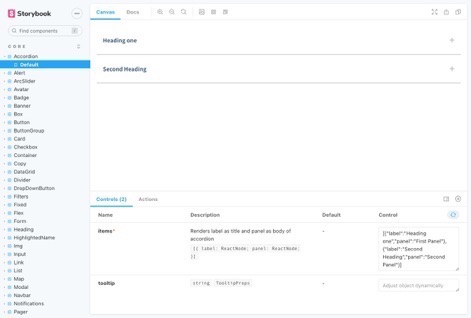 Storybook
Canvas
Docs
Find components
/
CORE
Accordion
Default
Alert
ArcSlider
Avatar
Badge
Banner
Box
Button
ButtonGroup
Card
Checkbox
Container
Copy
DataGrid
Divider
DropDownButton
Filters
Fixed
Flex
Form
Heading
HighlightedName
Img
Input
Link
List
Map
Modal
Navbar
Notifications
Pager
Heading one
Second Heading
Controls (2)
Actions
Name
Description
Default
Control
items*
Renders label as title and panel as body of
accordion
[{ label: ReactNode; panel: ReactNode;
}]
-
[{"label":"Heading
one","panel":"First Panel"},
{"label":"Second
Heading","panel":"Second
Panel"}]
tooltip
string TooltipProps
-
Adjust object dynamically